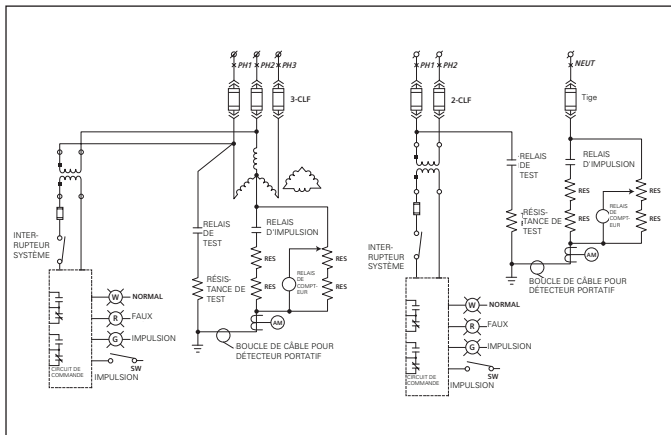 PH1 PH2 PH3
3-CLF
RELAIS
DE
TEST
RELAIS
D'IMPULSION
RES
RES
RES
RES
RELAIS
DE
COMPT-
EUR
RÉSIS-
TANCE DE
TEST
INTER-
RUPTEUR
SYSTÈME
AM
BOUCLE DE CÂBLE POUR
DÉTECTEUR PORTATIF
W NORMAL
R FAUX
G IMPULSION
SW
IMPULSION
CIRCUIT DE
COMMANDE
PH1 PH2
2-CLF
NEUT
Tige
RELAIS
DE
TEST
RELAIS
D'IMPULSION
RES
RES
RES
RES
RELAIS
DE
COMPT-
EUR
RÉSIS-
TANCE DE
TEST
INTER-
RUPTEUR
SYSTÈME
AM
BOUCLE DE CÂBLE POUR
DÉTECTEUR PORTATIF
W NORMAL
R FAUX
G IMPULSION
SW
IMPULSION
CIRCUIT DE
COMMANDE